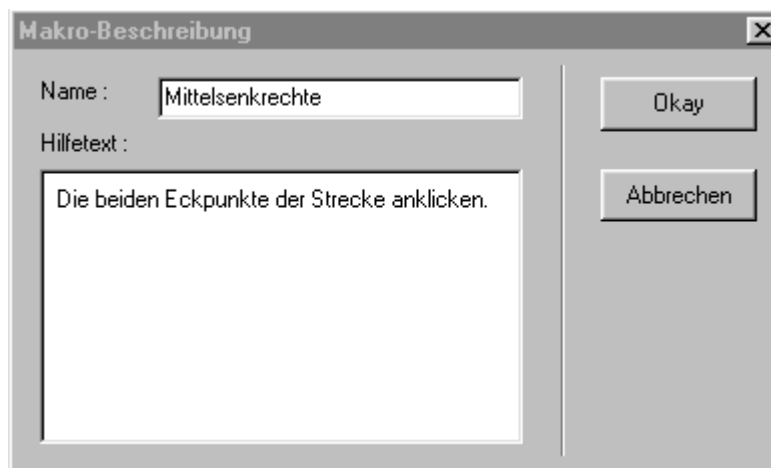 Makro-Beschreibung
Name :
Mittelsenkrechte
Okay
Hilfetext :
Die beiden Eckpunkte der Strecke anklicken.
Abbrechen